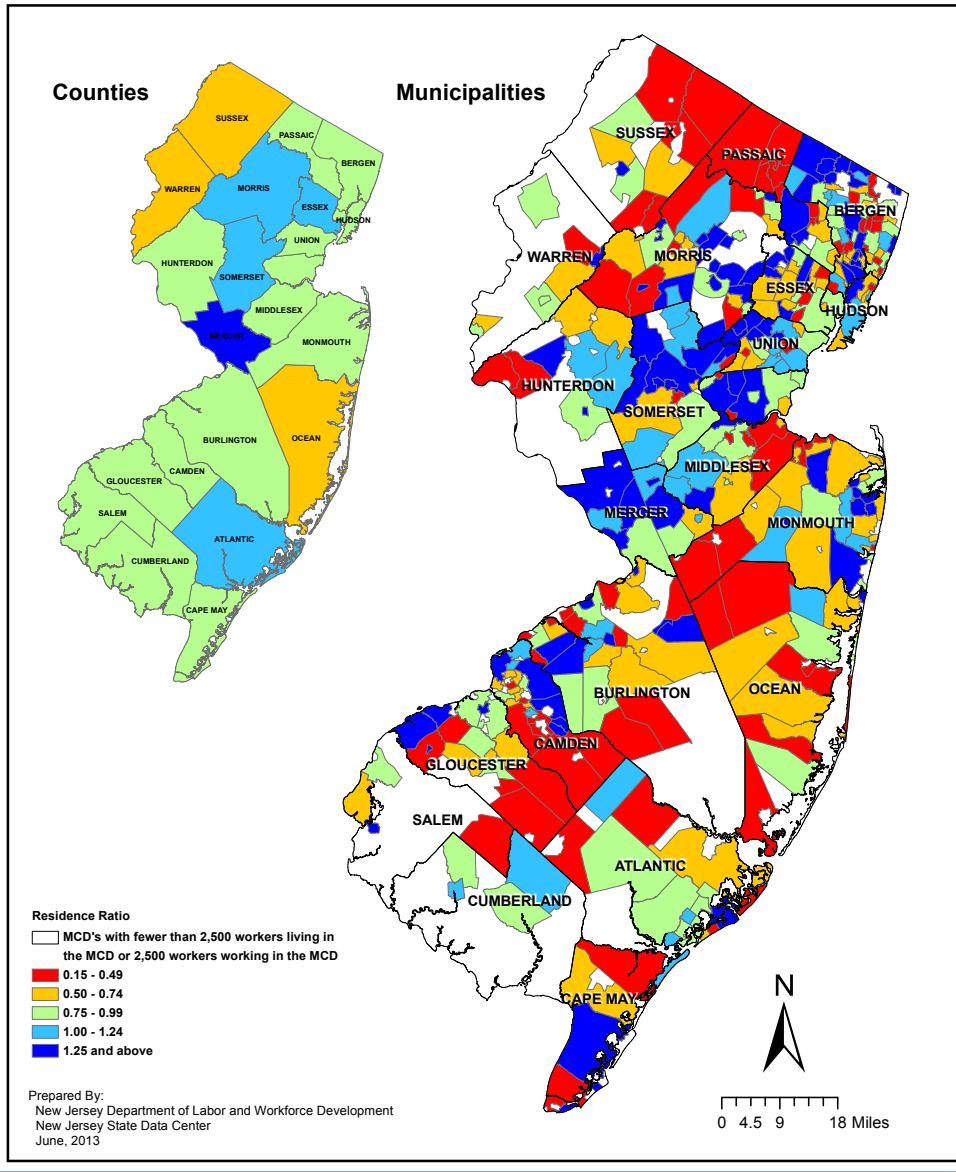 Counties
SUSSEX
PASSAIC
BERGEN
WARREN
MORRIS
ESSEX
HUDSON
UNION
HUNTERDON
SOMERSET
MIDDLESEX
MERCER
MONMOUTH
OCEAN
BURLINGTON
CAMDEN
GLOUCESTER
SALEM
ATLANTIC
CUMBERLAND
CAPE MAY
Municipalities
SUSSEX
PASSAIC
BERGEN
WARREN
MORRIS
ESSEX
HUDSON
UNION
HUNTERDON
SOMERSET
MIDDLESEX
MERCER
MONMOUTH
OCEAN
BURLINGTON
CAMDEN
GLOUCESTER
SALEM
ATLANTIC
CUMBERLAND
CAPE MAY
Residence Ratio
MCD's with fewer than 2,500 workers living in
the MCD or 2,500 workers working in the MCD
0.15 - 0.49
0.50 - 0.74
0.75 - 0.99
1.00 - 1.24
1.25 and above
N
0 4.5 9 18 Miles
Prepared By:
New Jersey Department of Labor and Workforce Development
New Jersey State Data Center
June, 2013